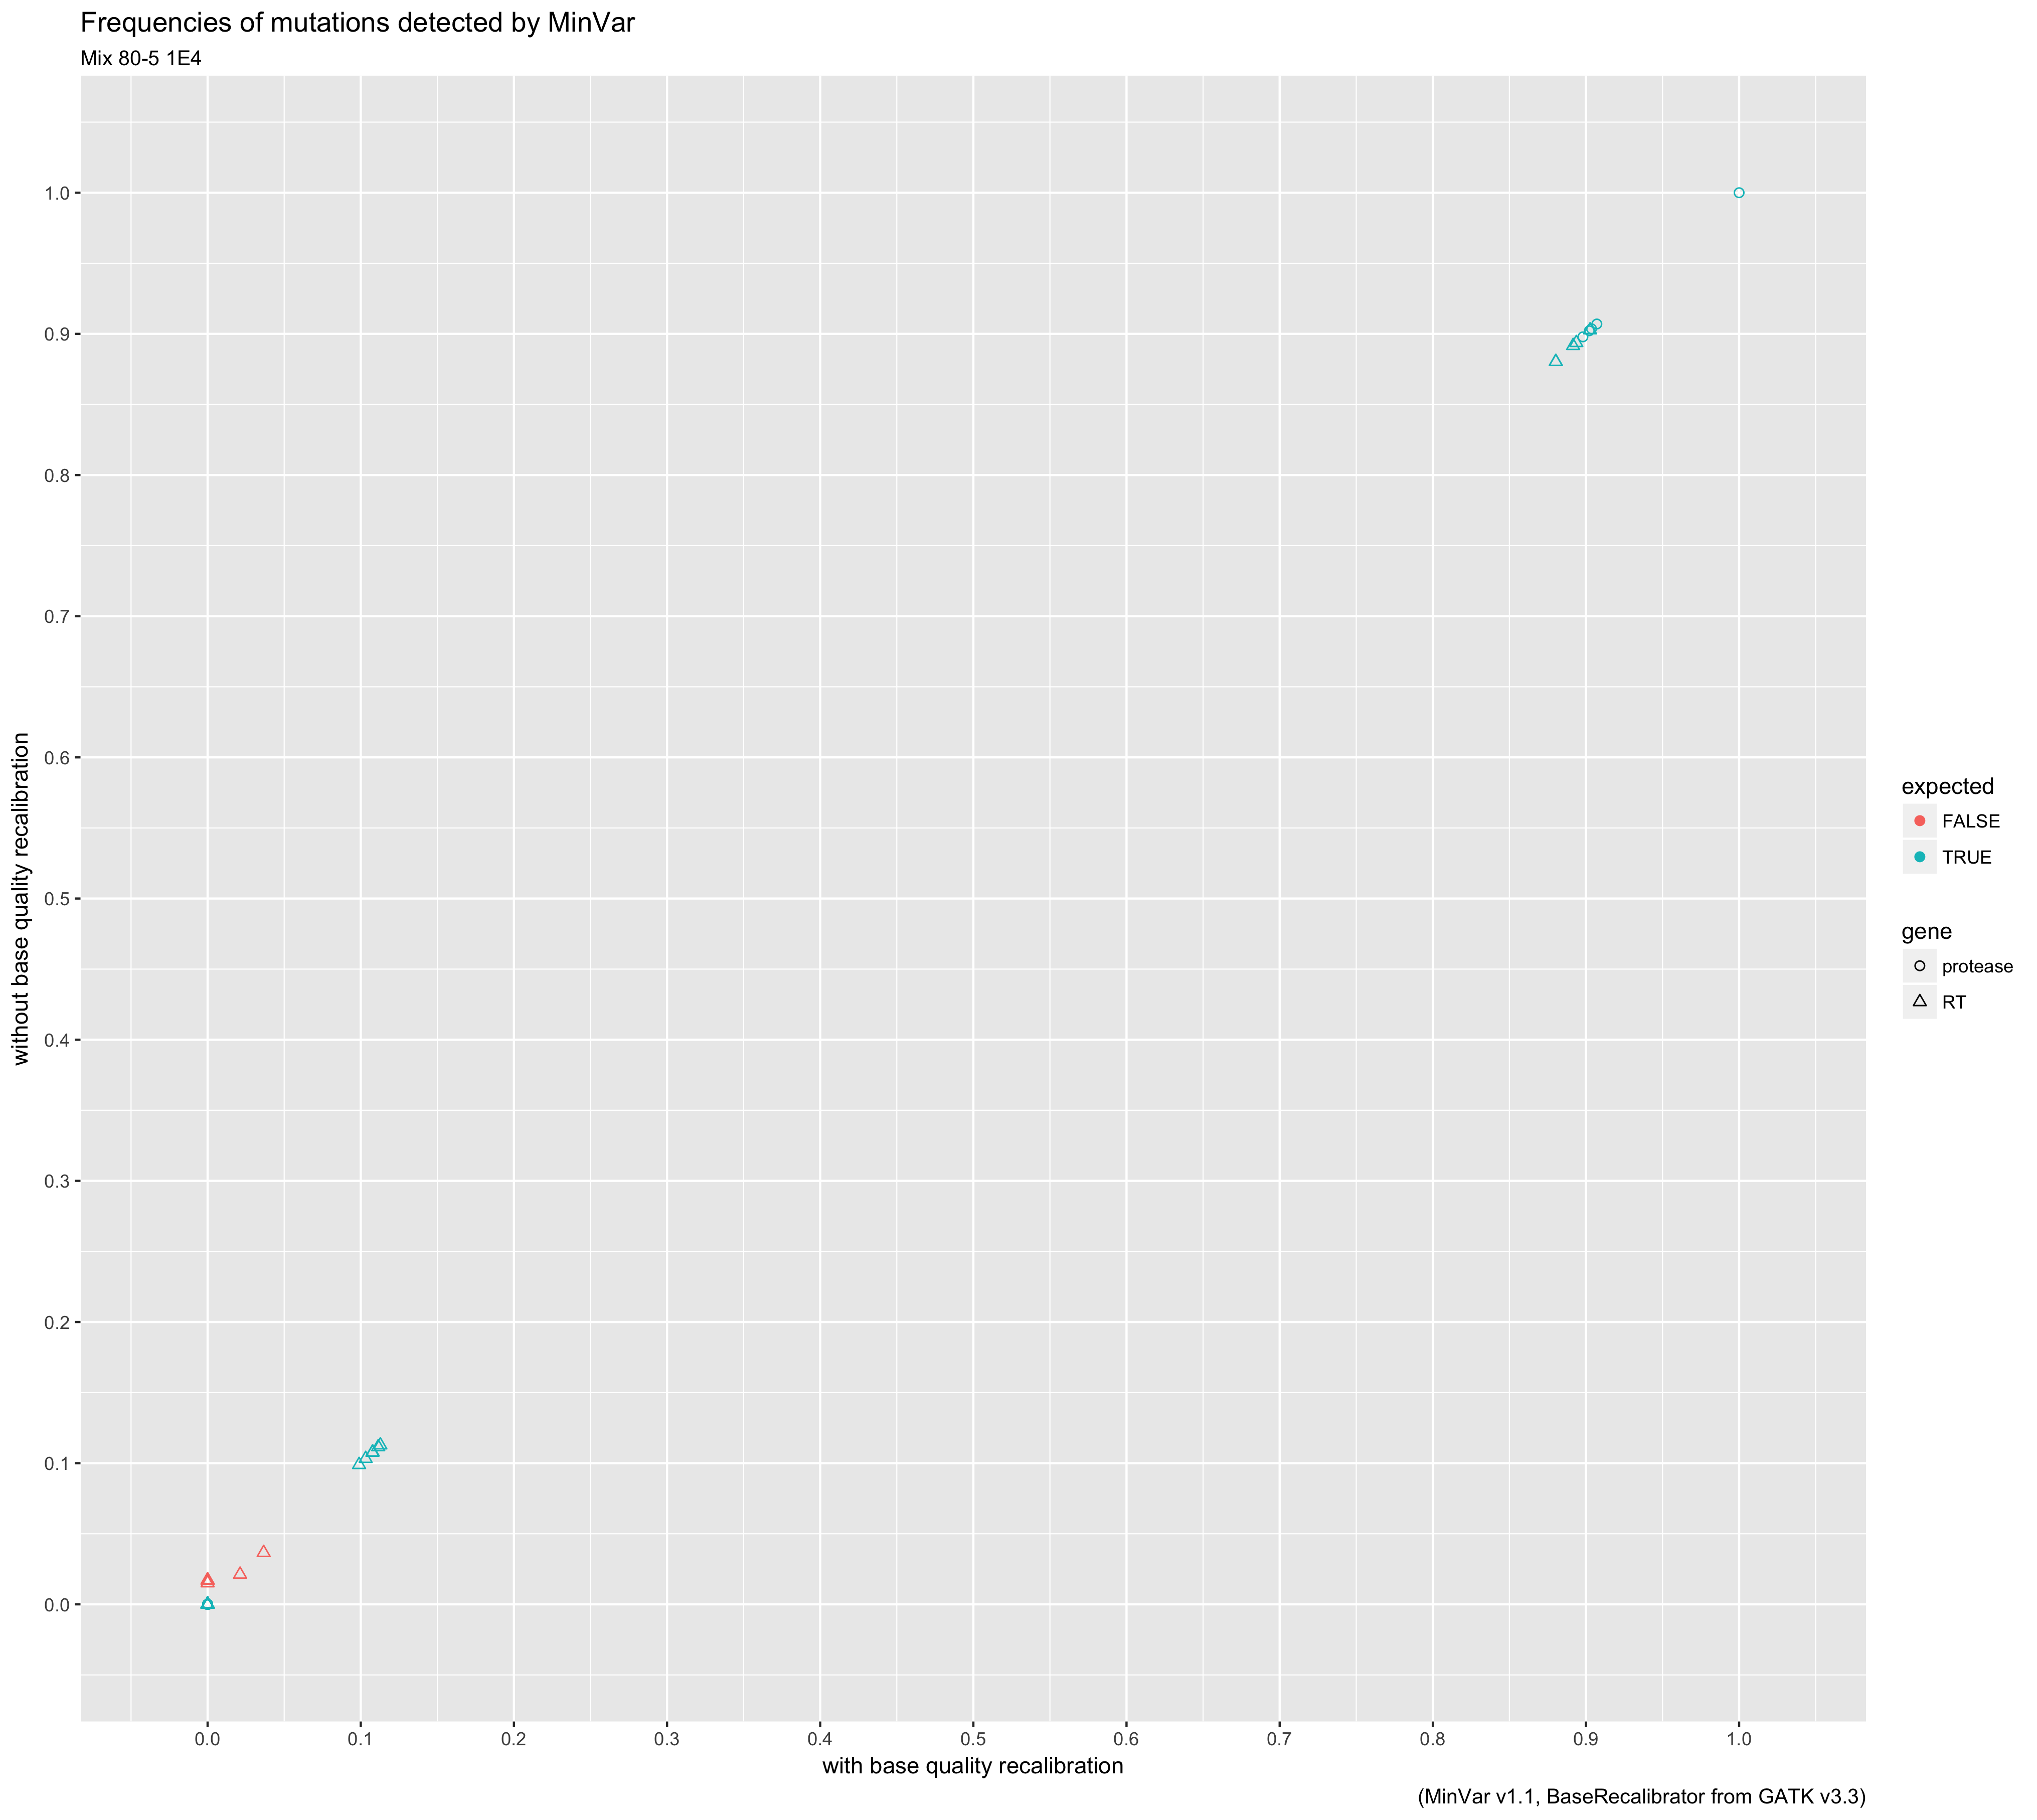 Frequencies of mutations detected by MinVar
Mix 80-5 1E4
without base quality recalibration
1.0
0.9
0.8
0.7
0.6
0.5
0.4
0.3
0.2
0.1
0.0
0.0 0.1 0.2 0.3 0.4 0.5 0.6 0.7 0.8 0.9 1.0
with base quality recalibration
expected
FALSE
TRUE
gene
protease
RT
(MinVar v1.1, BaseRecalibrator from GATK v3.3)